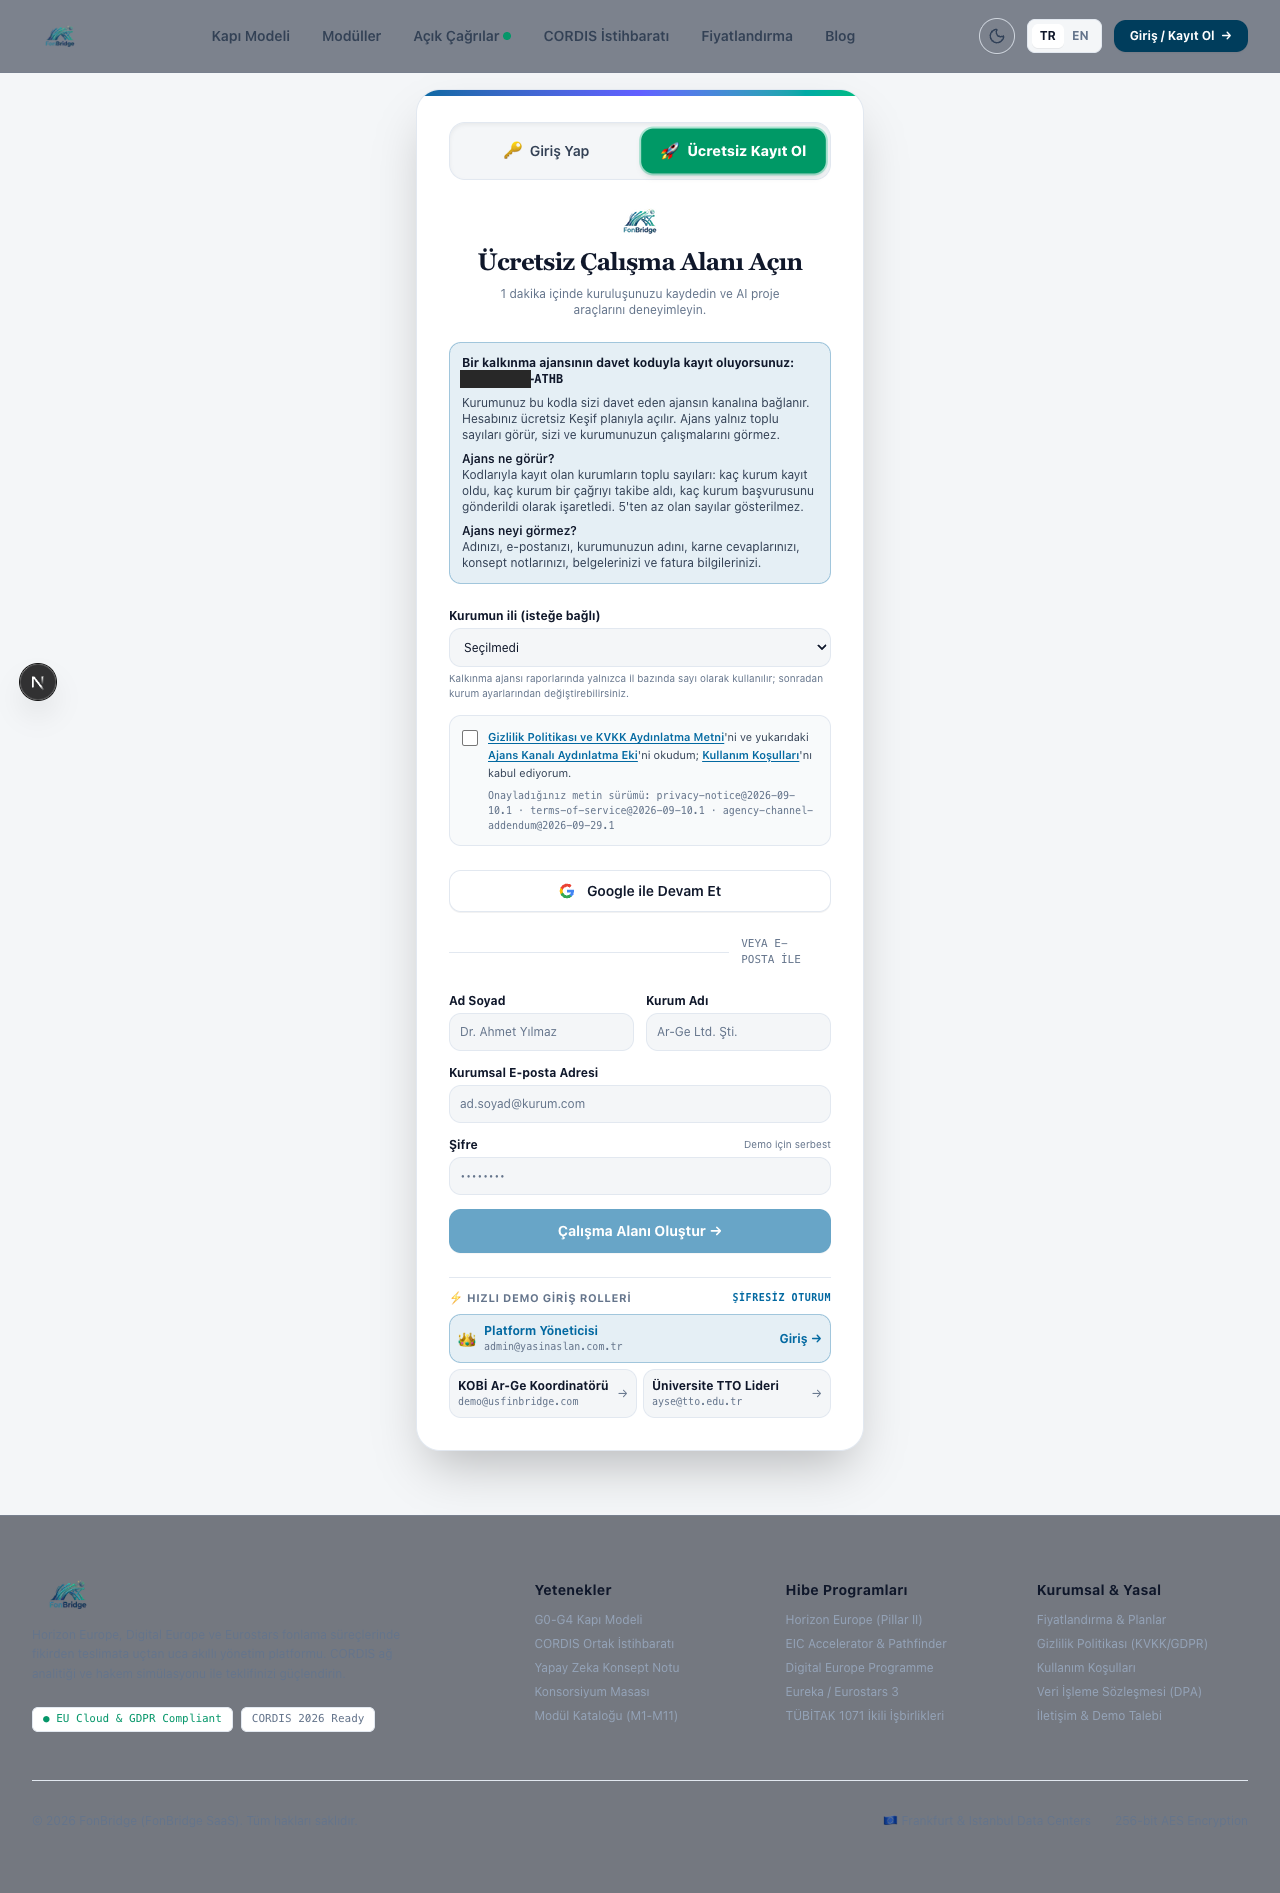 FonBridge
Kapı Modeli
Modüller
Açık Çağrılar
CORDIS İstihbaratı
Fiyatlandırma
Blog
TR
EN
Giriş / Kayıt Ol →
🔑 Giriş Yap
🚀 Ücretsiz Kayıt Ol
FonBridge
Ücretsiz Çalışma Alanı Açın
1 dakika içinde kuruluşunuzu kaydedin ve AI proje
araçlarını deneyimleyin.
Bir kalkınma ajansının davet koduyla kayıt oluyorsunuz:
-ATHB
Kurumunuz bu kodla sizi davet eden ajansın kanalına bağlanır.
Hesabınız ücretsiz Keşif planıyla açılır. Ajans yalnız toplu
sayıları görür, sizi ve kurumunuzun çalışmalarını görmez.
Ajans ne görür?
Kodlarıyla kayıt olan kurumların toplu sayıları: kaç kurum kayıt
oldu, kaç kurum bir çağrıyı takibe aldı, kaç kurum başvurusunu
gönderildi olarak işaretledi. 5'ten az olan sayılar gösterilmez.
Ajans neyi görmez?
Adınızı, e-postanızı, kurumunuzun adını, karne cevaplarınızı,
konsept notlarınızı, belgelerinizi ve fatura bilgilerinizi.
Kurumun ili (isteğe bağlı)
Seçilmedi
Kalkınma ajansı raporlarında yalnızca il bazında sayı olarak kullanılır; sonradan
kurum ayarlarından değiştirebilirsiniz.
N
Gizlilik Politikası ve KVKK Aydınlatma Metni'ni ve yukarıdaki
Ajans Kanalı Aydınlatma Eki'ni okudum; Kullanım Koşulları'nı
kabul ediyorum.
Onayladığınız metin sürümü: privacy-notice@2026-09-
10.1 · terms-of-service@2026-09-10.1 · agency-channel-
addendum@2026-09-29.1
Google ile Devam Et
VEYA E-
POSTA İLE
Ad Soyad
Kurum Adı
Dr. Ahmet Yılmaz
Ar-Ge Ltd. Şti.
Kurumsal E-posta Adresi
ad.soyad@kurum.com
Şifre
Demo için serbest
••••••••
Çalışma Alanı Oluştur →
⚡ HIZLI DEMO GİRİŞ ROLLERİ
ŞİFRESİZ OTURUM
Platform Yöneticisi
admin@yasinaslan.com.tr
Giriş →
KOBİ Ar-Ge Koordinatörü
demo@usfinbridge.com
→
Üniversite TTO Lideri
ayse@tto.edu.tr
→
FonBridge
● EU Cloud & GDPR Compliant
CORDIS 2026 Ready
Yetenekler
G0-G4 Kapı Modeli
CORDIS Ortak İstihbaratı
Yapay Zeka Konsept Notu
Konsorsiyum Masası
Modül Kataloğu (M1-M11)
Hibe Programları
Horizon Europe (Pillar II)
EIC Accelerator & Pathfinder
Digital Europe Programme
Eureka / Eurostars 3
TÜBİTAK 1071 İkili İşbirlikleri
Kurumsal & Yasal
Fiyatlandırma & Planlar
Gizlilik Politikası (KVKK/GDPR)
Kullanım Koşulları
Veri İşleme Sözleşmesi (DPA)
İletişim & Demo Talebi